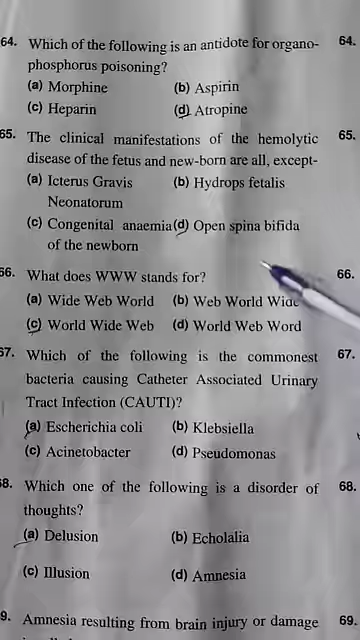 64. Which of the following is an antidote for organo- 64.
phosphorus poisoning?
(a) Morphine (b) Aspirin
(c) Heparin (d) Atropine
65. The clinical manifestations of the hemolytic 65.
disease of the fetus and new-born are all, except-
(a) Icterus Gravis (b) Hydrops fetalis
Neonatorum
(c) Congenital anaemia (d) Open spina bifida
of the newborn
66. What does WWW stands for? 66.
(a) Wide Web World (b) Web World Wide
(c) World Wide Web (d) World Web Word
67. Which of the following is the commonest 67.
bacteria causing Catheter Associated Urinary
Tract Infection (CAUTI)?
(a) Escherichia coli (b) Klebsiella
(c) Acinetobacter (d) Pseudomonas
68. Which one of the following is a disorder of 68.
thoughts?
(a) Delusion (b) Echolalia
(c) Illusion (d) Amnesia
9. Amnesia resulting from brain injury or damage 69.